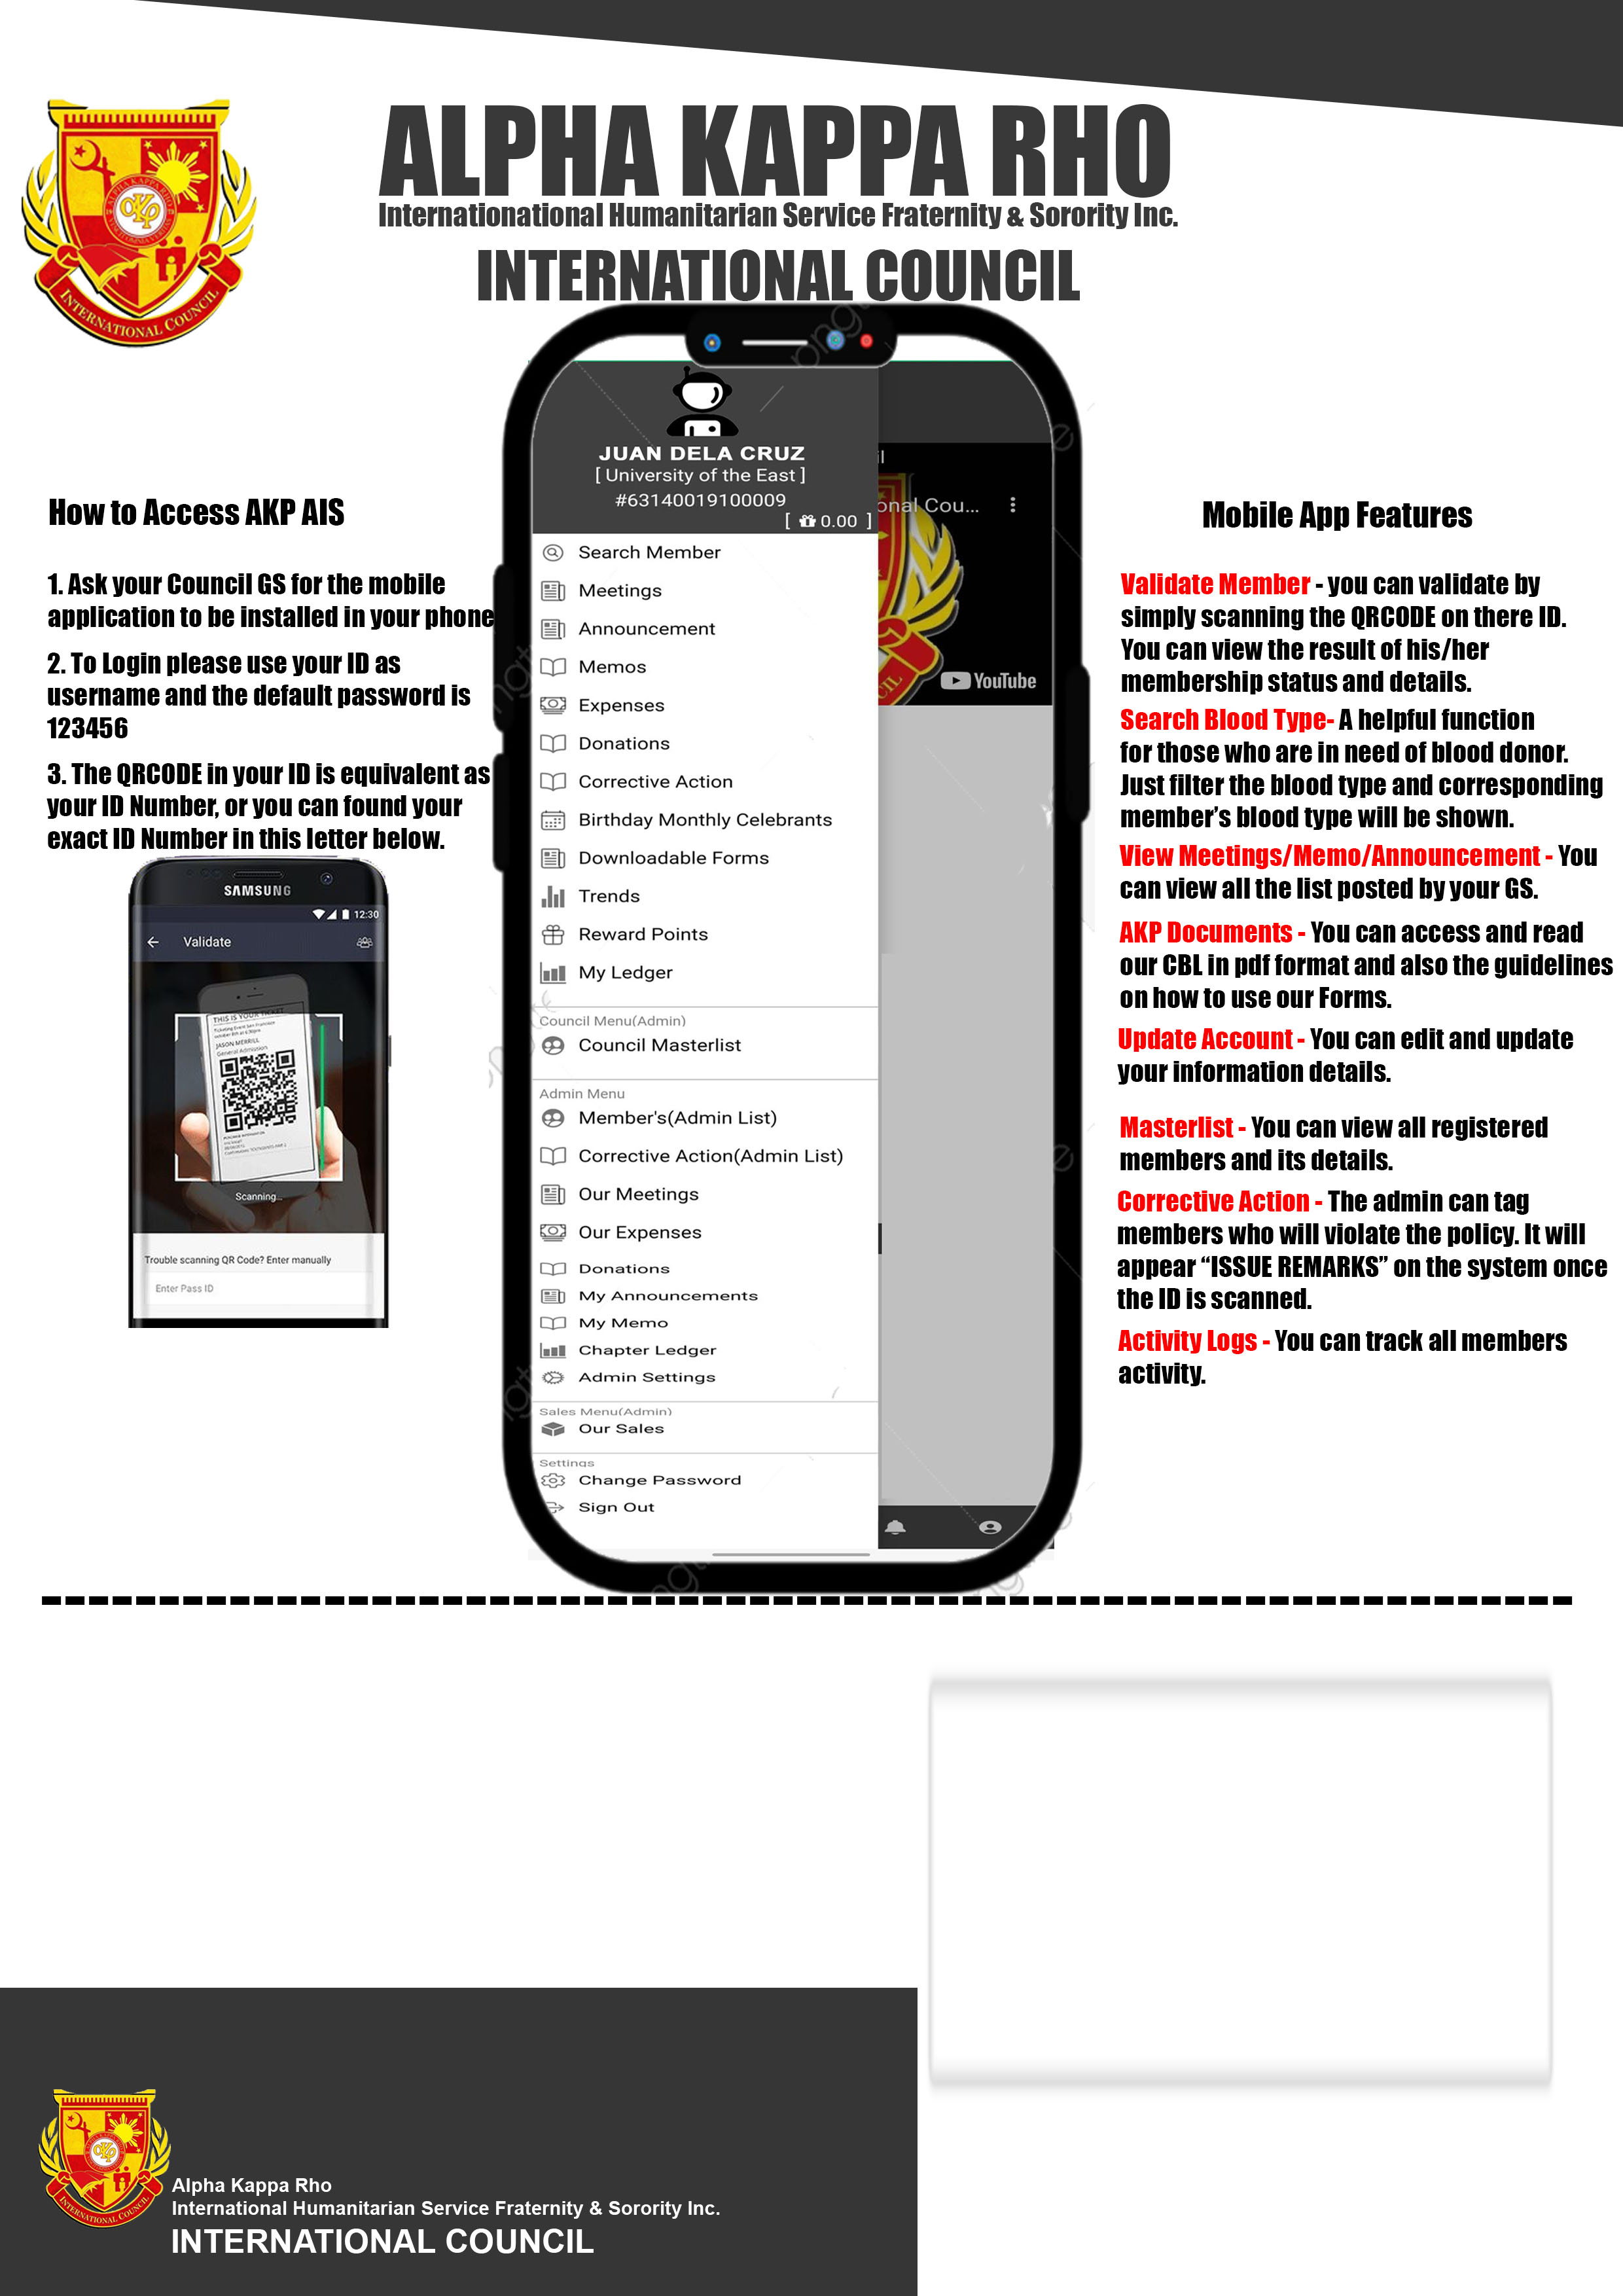 ALPHA KAPPA RHO
Internationational Humanitarian Service Fraternity & Sorority Inc.
INTERNATIONAL COUNCIL
ALPHA KAPPA RHO
INTERNATIONAL COUNCIL
How to Access AKP AIS
1. Ask your Council GS for the mobile
application to be installed in your phone
2. To Login please use your ID as
username and the default password is
123456
3. The QRCODE in your ID is equivalent as
your ID Number, or you can found your
exact ID Number in this letter below.
SAMSUNG
12:30
Validate
THIS IS YOUR TICKET
JASON MERRILL
General Admission
Scanning...
Trouble scanning QR Code? Enter manually
Enter Pass ID
JUAN DELA CRUZ
[ University of the East ]
#63140019100009
[ 0.00 ]
Search Member
Meetings
Announcement
Memos
Expenses
Donations
Corrective Action
Birthday Monthly Celebrants
Downloadable Forms
Trends
Reward Points
My Ledger
Council Menu(Admin)
Council Masterlist
Admin Menu
Member's(Admin List)
Corrective Action(Admin List)
Our Meetings
Our Expenses
Donations
My Announcements
My Memo
Chapter Ledger
Admin Settings
Sales Menu(Admin)
Our Sales
Settings
Change Password
Sign Out
il
onal Cou...
CIL
YouTube
Mobile App Features
Validate Member - you can validate by
simply scanning the QRCODE on there ID.
You can view the result of his/her
membership status and details.
Search Blood Type- A helpful function
for those who are in need of blood donor.
Just filter the blood type and corresponding
member’s blood type will be shown.
View Meetings/Memo/Announcement - You
can view all the list posted by your GS.
AKP Documents - You can access and read
our CBL in pdf format and also the guidelines
on how to use our Forms.
Update Account - You can edit and update
your information details.
Masterlist - You can view all registered
members and its details.
Corrective Action - The admin can tag
members who will violate the policy. It will
appear “ISSUE REMARKS” on the system once
the ID is scanned.
Activity Logs - You can track all members
activity.
INTERNATIONAL COUNCIL
Alpha Kappa Rho
International Humanitarian Service Fraternity & Sorority Inc.
INTERNATIONAL COUNCIL